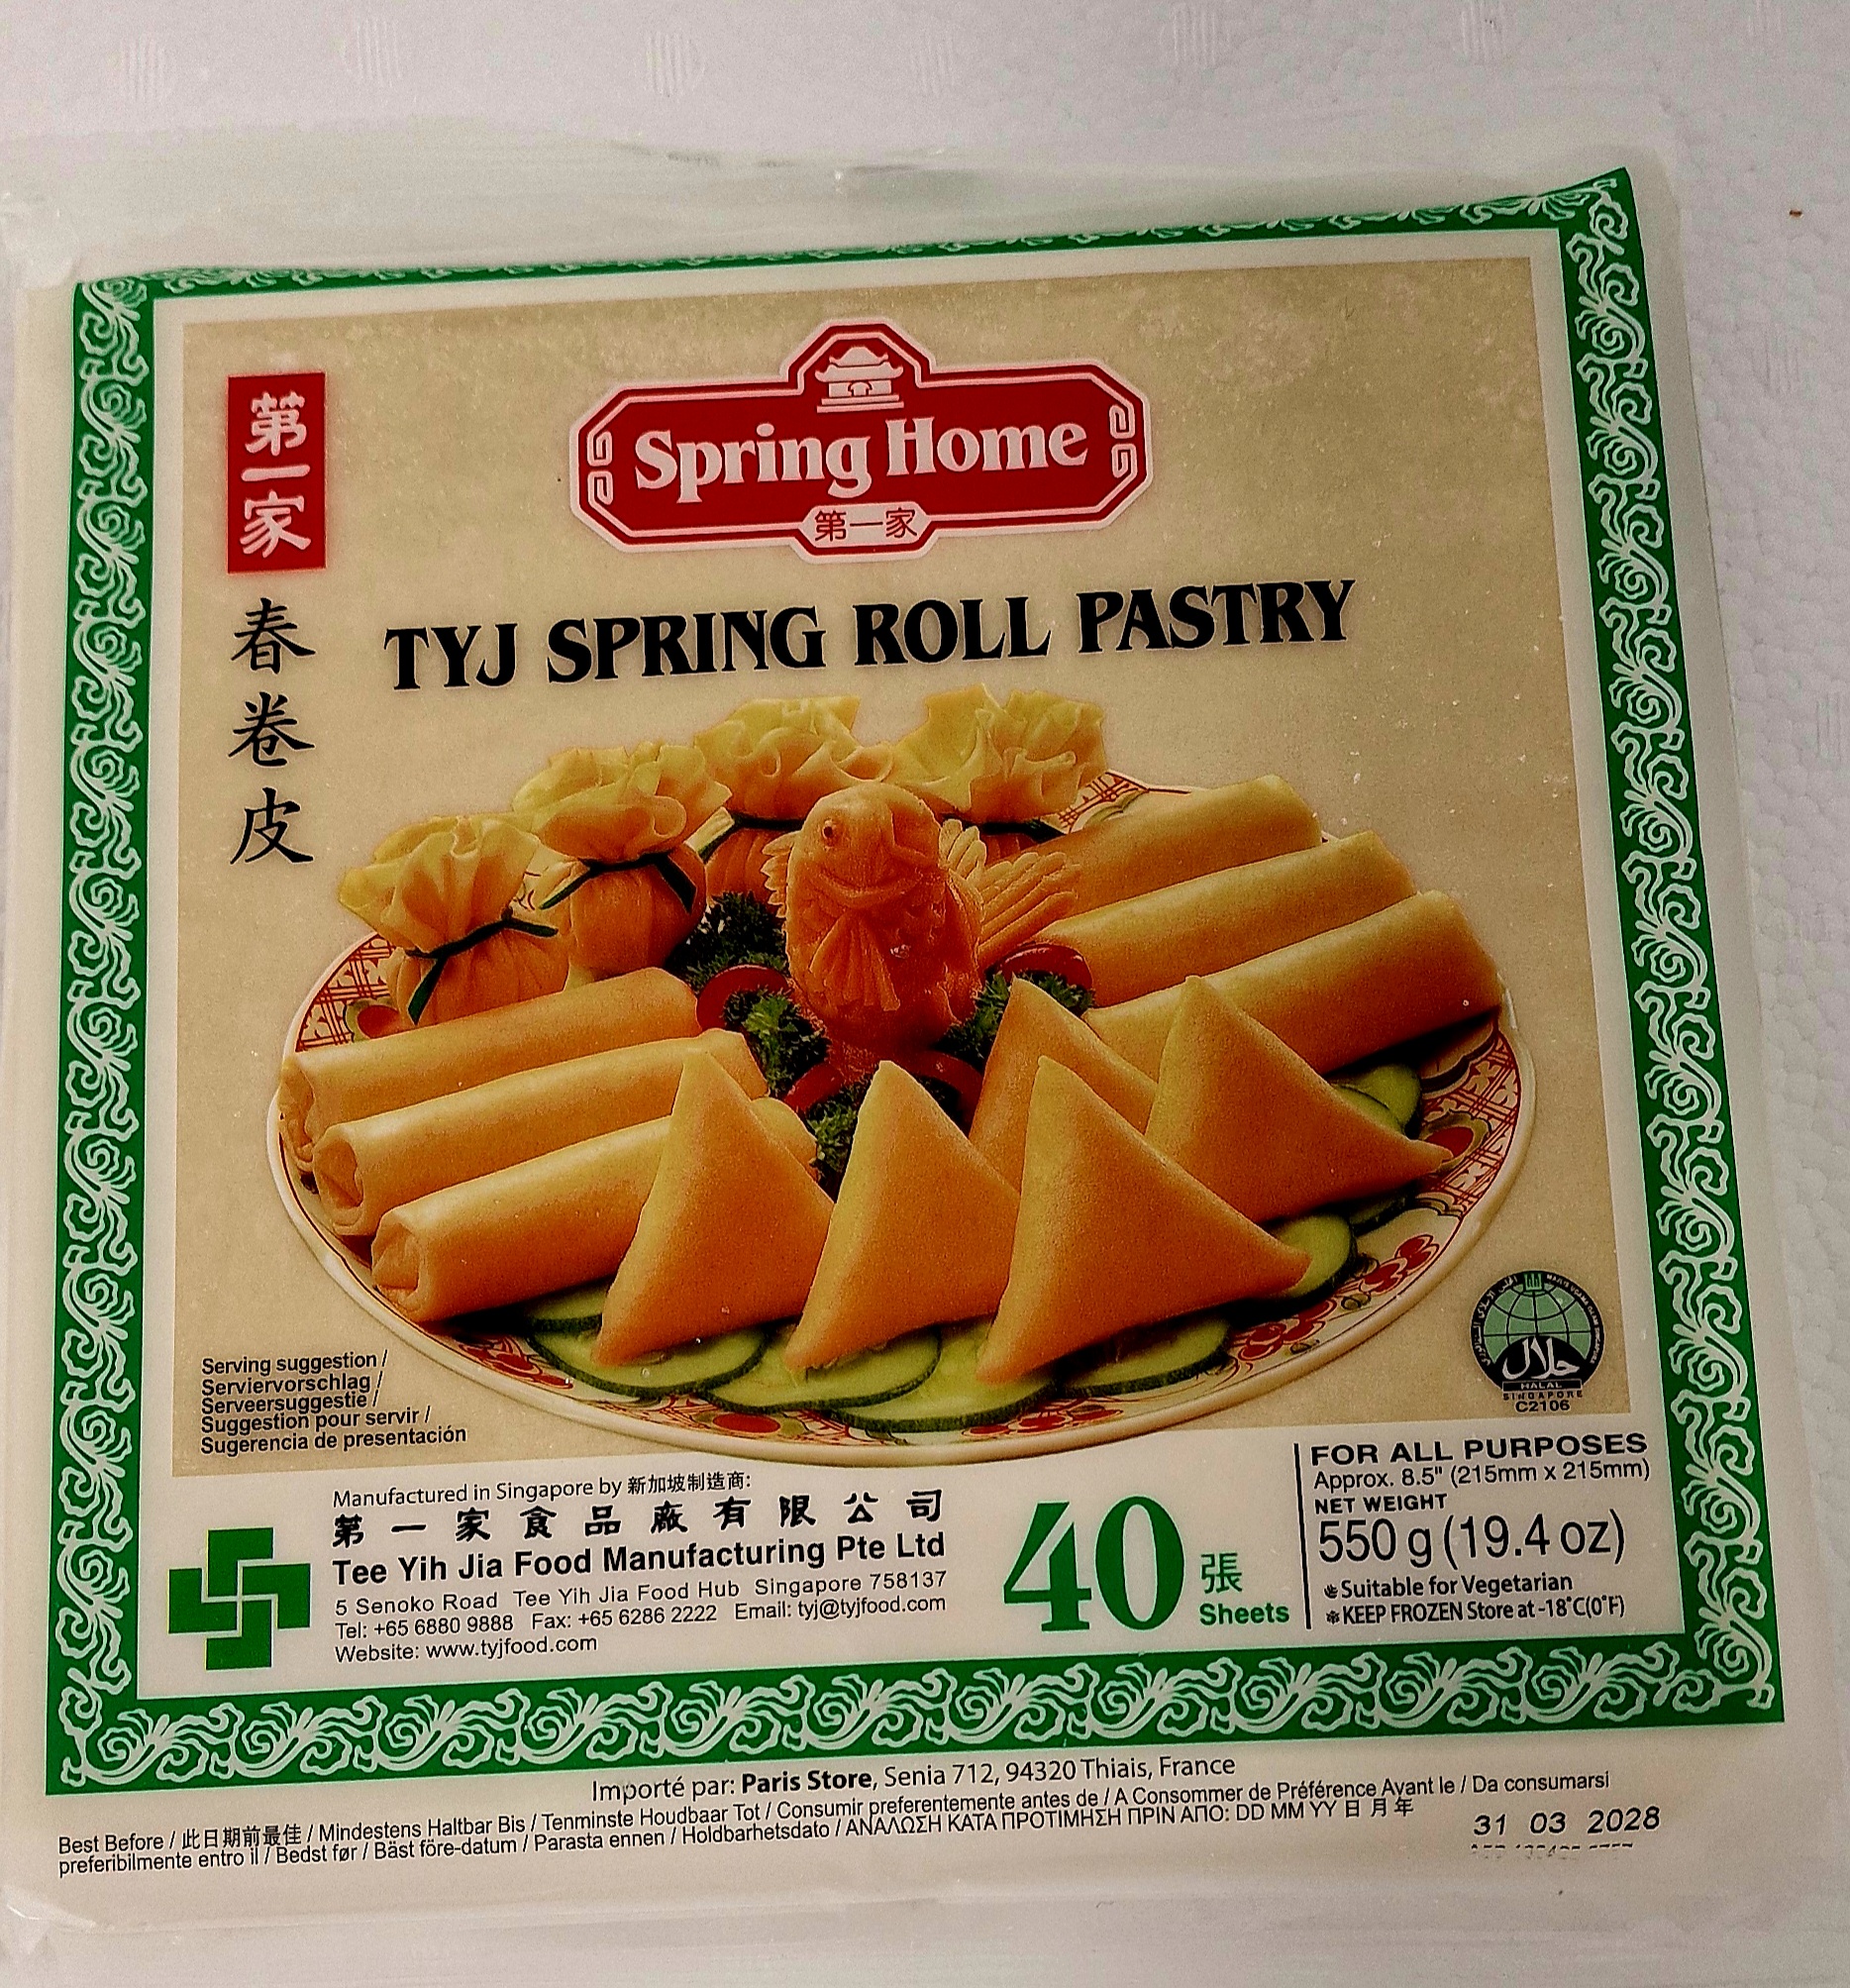 Spring Home
第一家
第一家
春卷皮
TYJ SPRING ROLL PASTRY
Serving suggestion /
Serviervorschlag /
Serveersuggestie /
Suggestion pour servir /
Sugerencia de presentación
حلال
HALAL
SINGAPORE
C2106
Manufactured in Singapore by 新加坡制造商:
第一家食品廠有限公司
Tee Yih Jia Food Manufacturing Pte Ltd
5 Senoko Road Tee Yih Jia Food Hub Singapore 758137
Tel: +65 6880 9888 Fax: +65 6286 2222 Email: tyj@tyjfood.com
Website: www.tyjfood.com
40 張
Sheets
FOR ALL PURPOSES
Approx. 8.5" (215mm x 215mm)
NET WEIGHT
550 g (19.4 oz)
Suitable for Vegetarian
KEEP FROZEN Store at -18°C(0°F)
Importé par: Paris Store, Senia 712, 94320 Thiais, France
Best Before / 此日期前最佳 / Mindestens Haltbar Bis / Tenminste Houdbaar Tot / Consumir preferentemente antes de / A Consommer de Préférence Avant le / Da consumarsi
preferibilmente entro il / Bedst før / Bäst före-datum / Parasta ennen / Holdbarhetsdato / ΑΝΑΛΩΣΗ ΚΑΤΑ ΠΡΟΤΙΜΗΣΗ ΠΡΙΝ ΑΠΟ: DD MM YY 日 月 年
31 03 2028